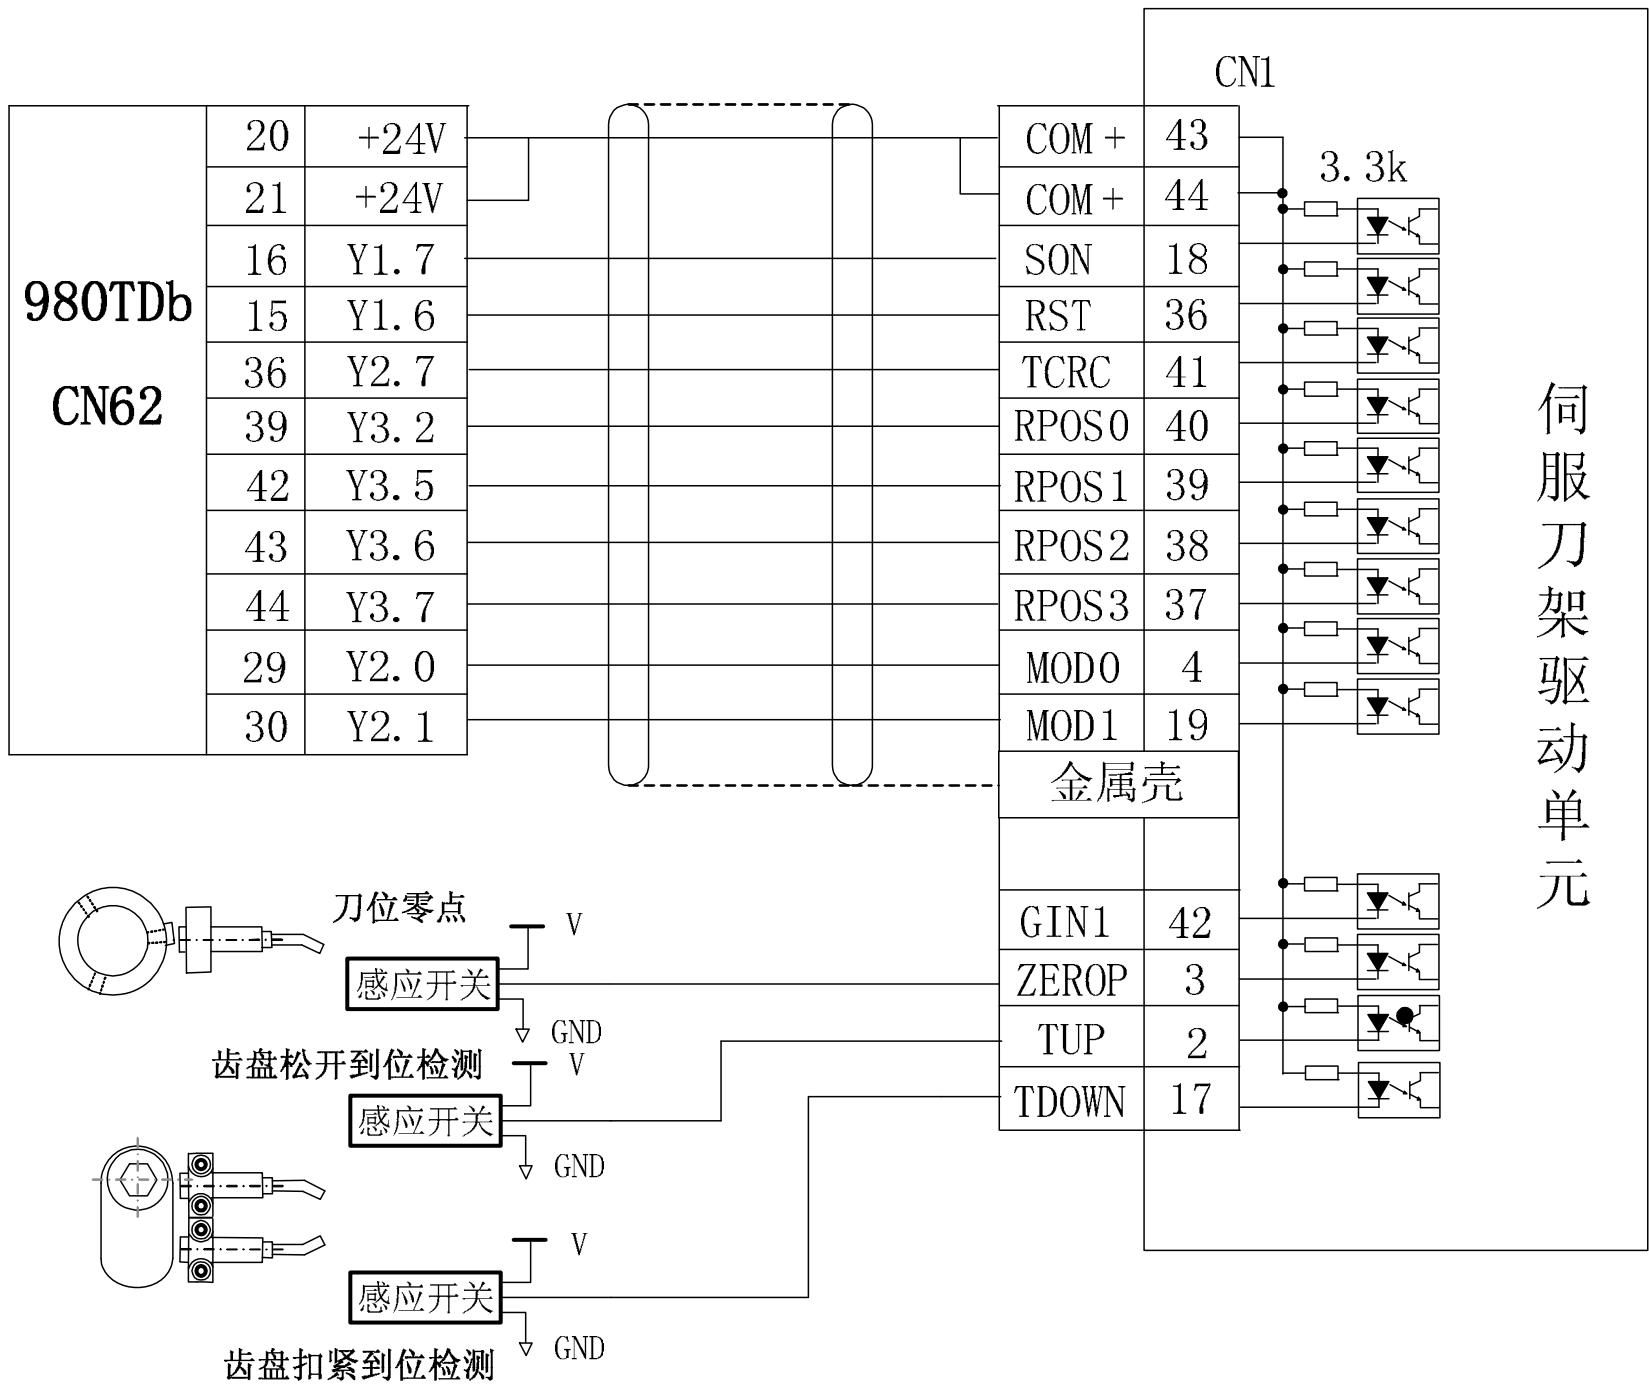 CN1
20 +24V COM+ 43
3.3k
21 +24V COM+ 44
16 Y1.7 SON 18
980TDb
15 Y1.6 RST 36
36 Y2.7 TCRC 41
CN62
39 Y3.2 RPOS0 40
42 Y3.5 RPOS1 39
43 Y3.6 RPOS2 38
44 Y3.7 RPOS3 37
29 Y2.0 MOD0 4
30 Y2.1 MOD1 19
金属壳
伺服刀架驱动单元
刀位零点
V
GIN1 42
感应开关
ZEROP 3
GND
TUP 2
齿盘松开到位检测
V
TDOWN 17
感应开关
GND
V
感应开关
GND
齿盘扣紧到位检测